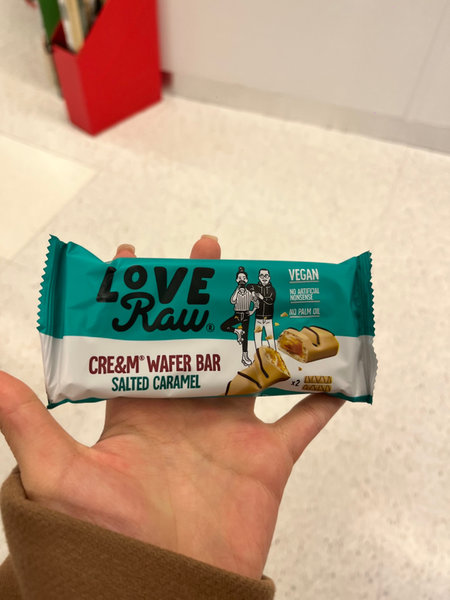 LOVE
Raw®
VEGAN
NO ARTIFICIAL
NONSENSE
NO PALM OIL
CRE&M® WAFER BAR
SALTED CARAMEL
x2